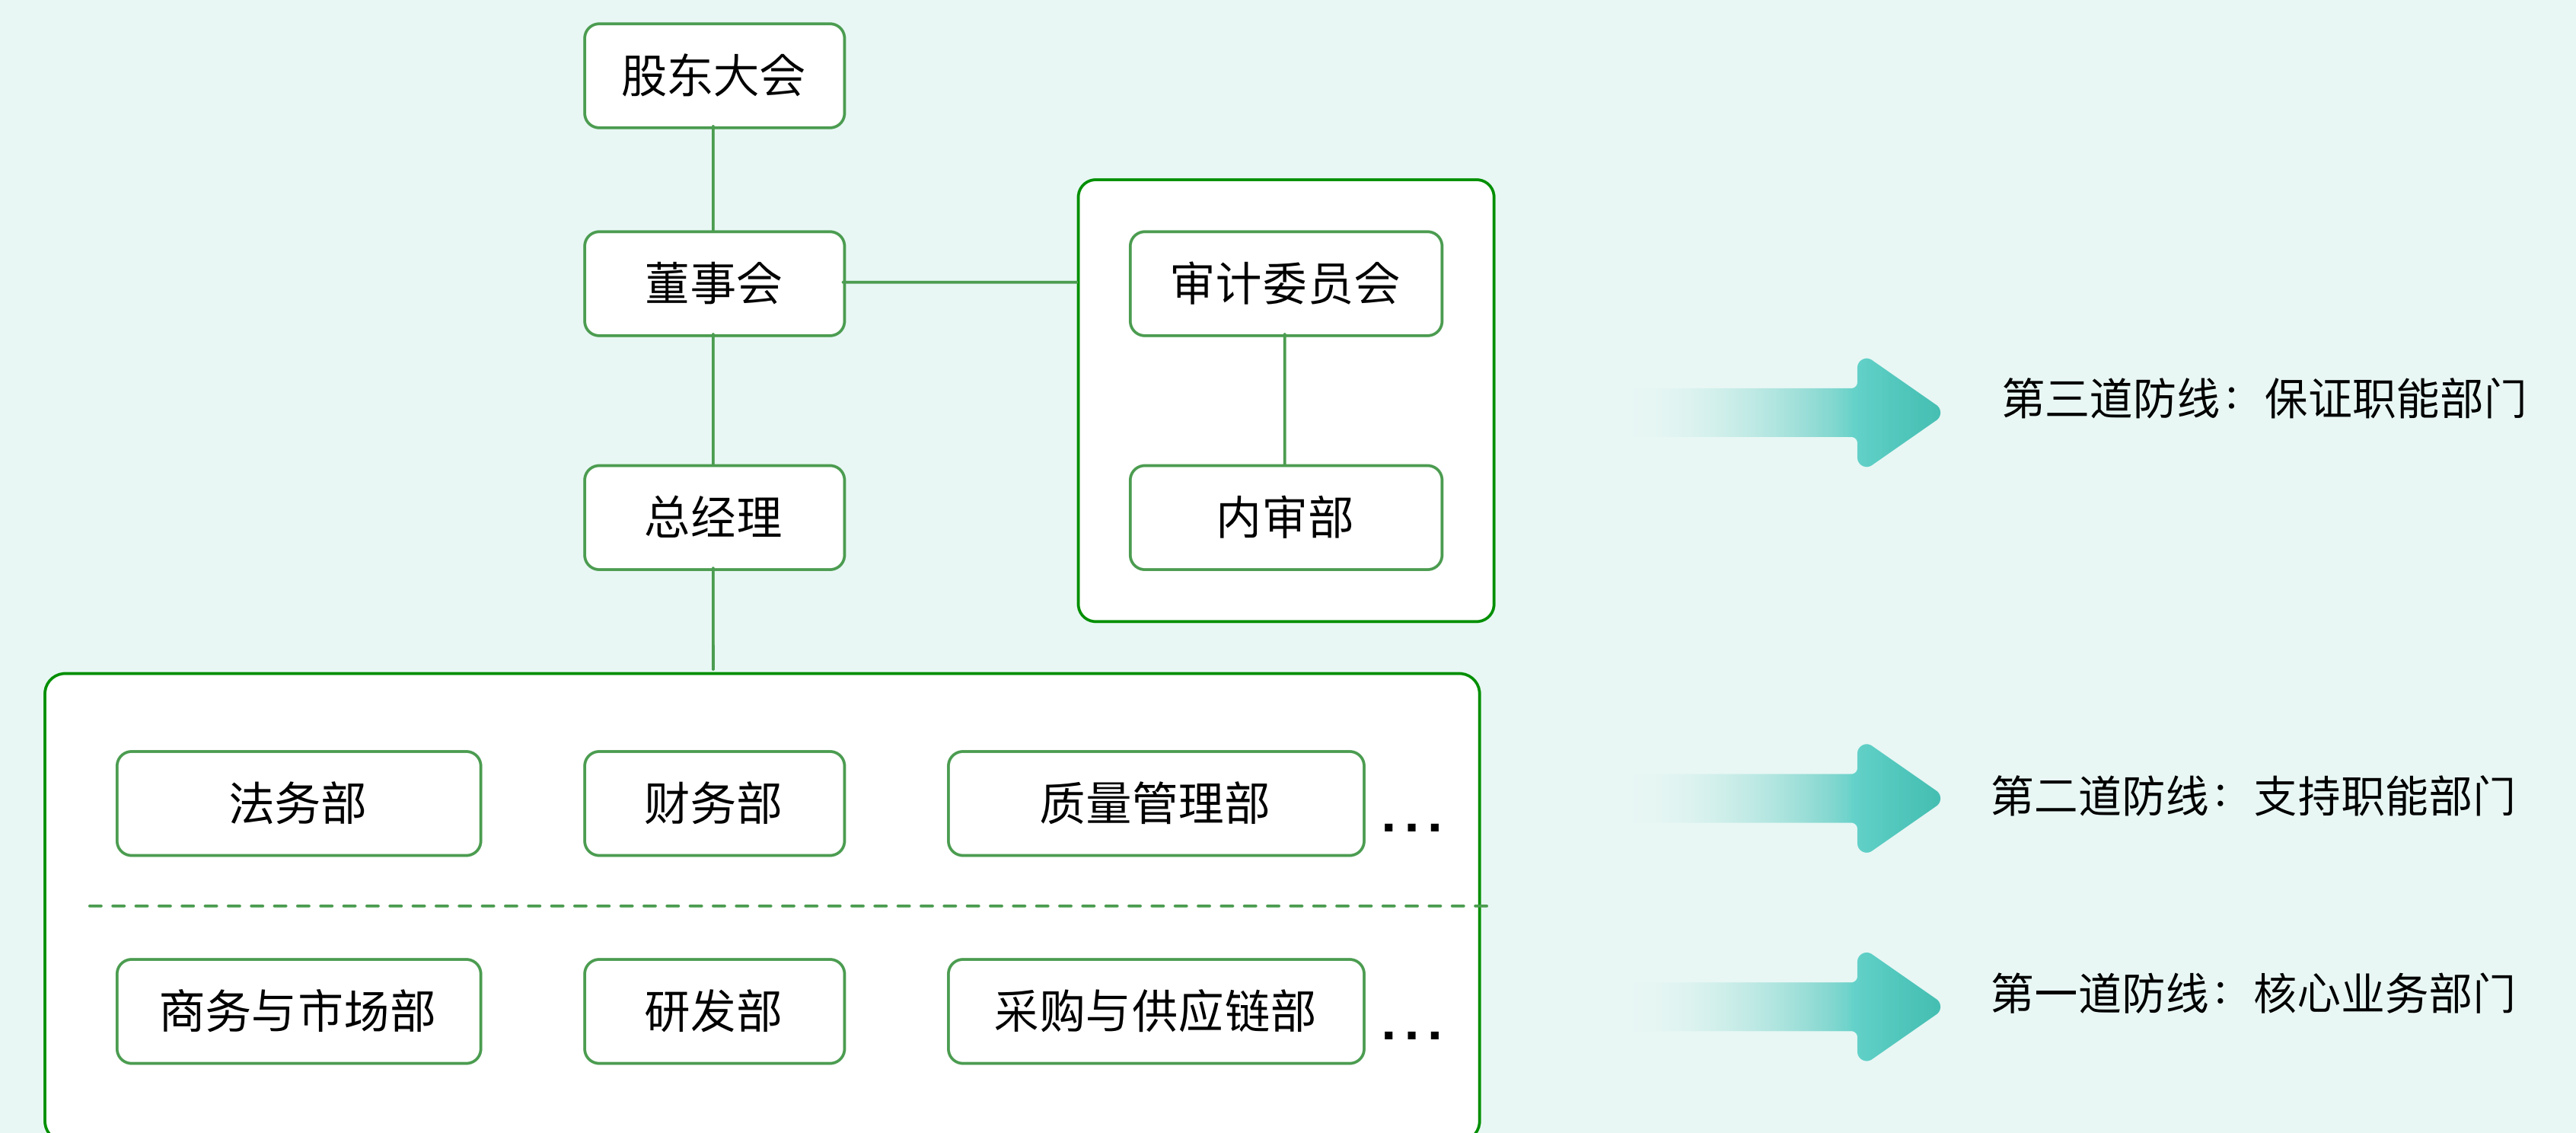 股东大会
董事会
审计委员会
第三道防线：保证职能部门
总经理
内审部
法务部
财务部
质量管理部
...
第二道防线：支持职能部门
商务与市场部
研发部
采购与供应链部
...
第一道防线：核心业务部门